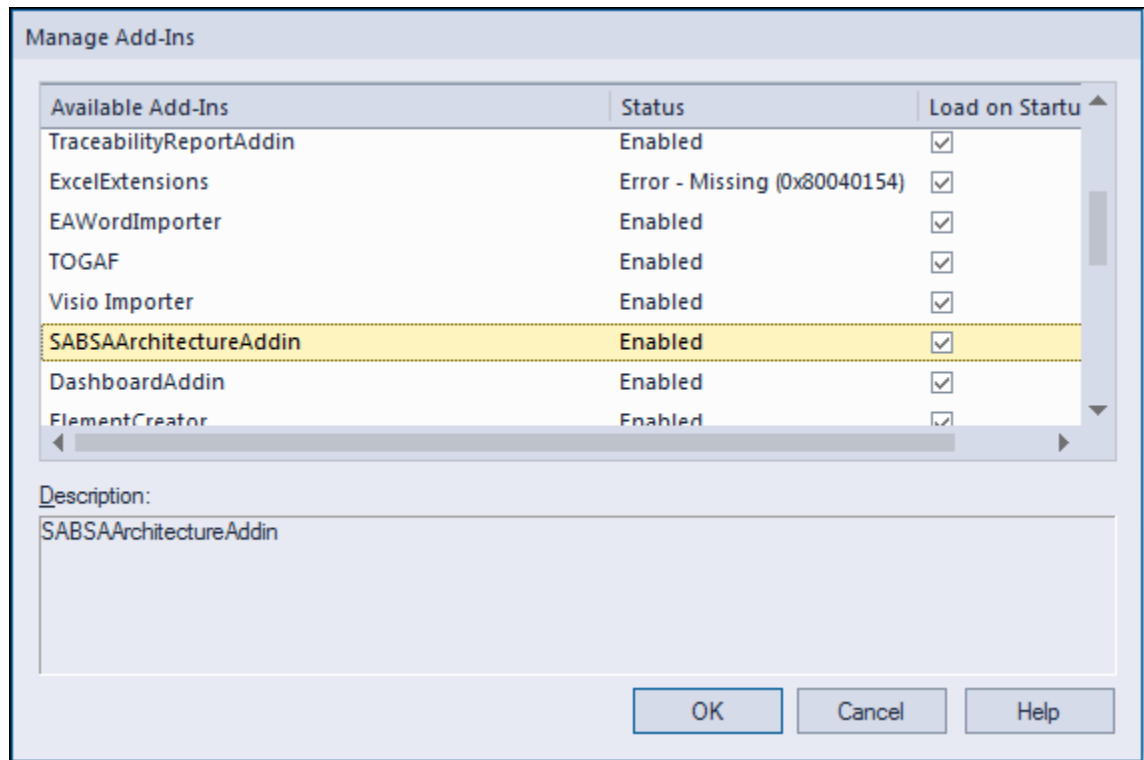 Manage Add-Ins
Available Add-Ins Status Load on Startu
TraceabilityReportAddin Enabled
ExcelExtensions Error - Missing (0x80040154)
EAWordImporter Enabled
TOGAF Enabled
Visio Importer Enabled
SABSAArchitectureAddin Enabled
DashboardAddin Enabled
ElementCreator Enabled
Description:
SABSAArchitectureAddin
OK Cancel Help